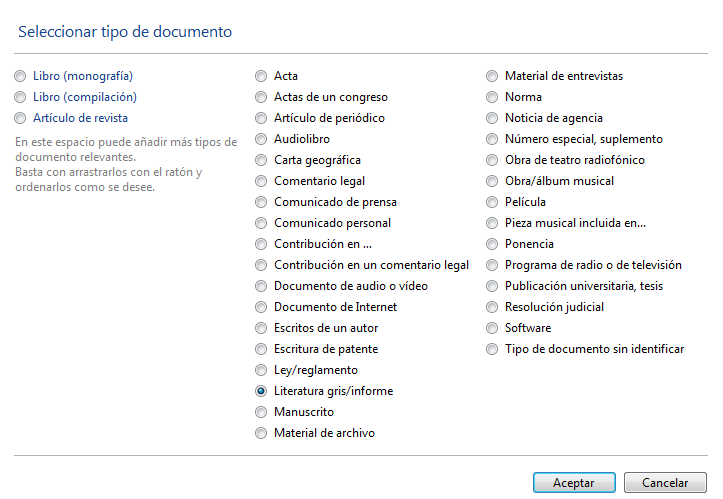 Seleccionar tipo de documento
Libro (monografía)
Libro (compilación)
Artículo de revista
En este espacio puede añadir más tipos de
documento relevantes.
Basta con arrastrarlos con el ratón y
ordenarlos como se desee.
Acta
Actas de un congreso
Artículo de periódico
Audiolibro
Carta geográfica
Comentario legal
Comunicado de prensa
Comunicado personal
Contribución en ...
Contribución en un comentario legal
Documento de audio o vídeo
Documento de Internet
Escritos de un autor
Escritura de patente
Ley/reglamento
Literatura gris/informe
Manuscrito
Material de archivo
Material de entrevistas
Norma
Noticia de agencia
Número especial, suplemento
Obra de teatro radiofónico
Obra/álbum musical
Película
Pieza musical incluida en...
Ponencia
Programa de radio o de televisión
Publicación universitaria, tesis
Resolución judicial
Software
Tipo de documento sin identificar
Aceptar
Cancelar